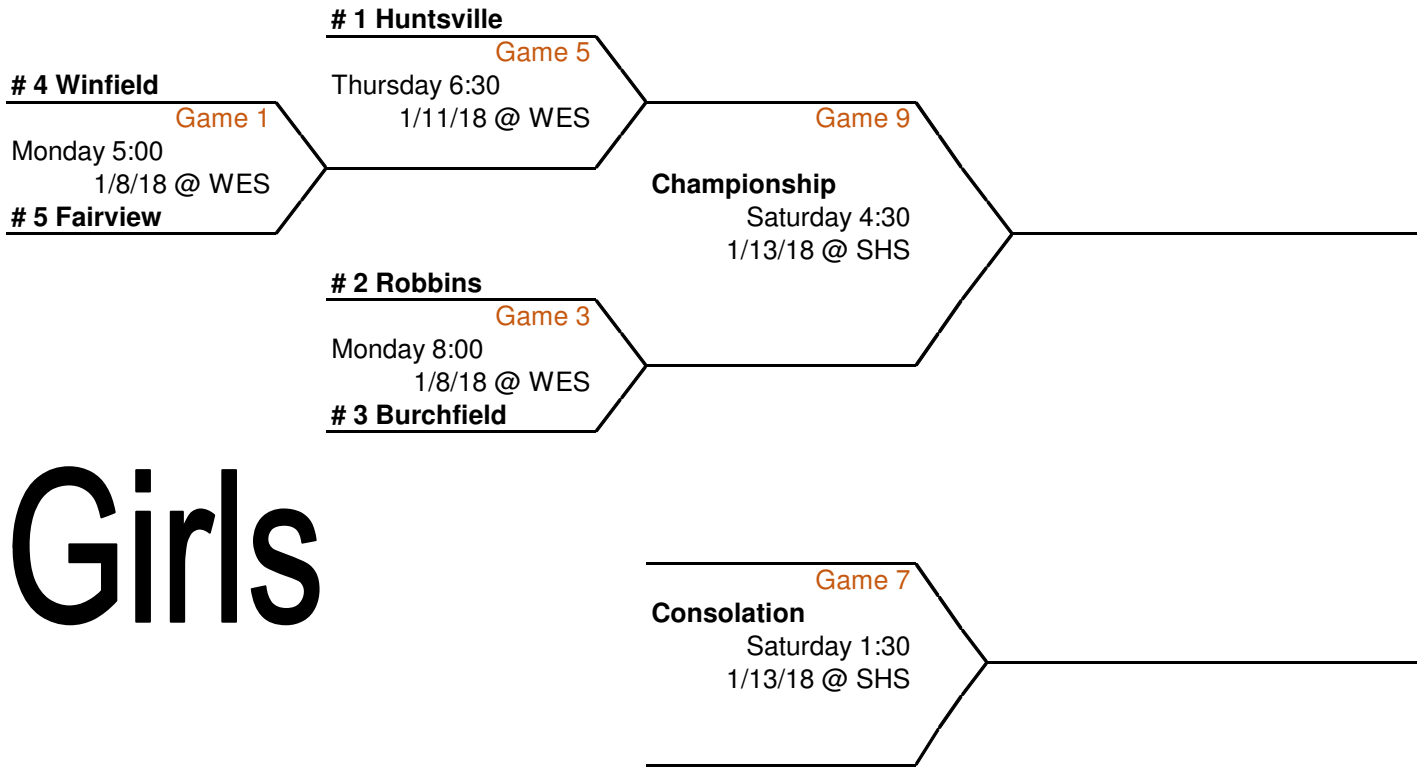 # 1 Huntsville
Game 5
# 4 Winfield
Thursday 6:30
Game 1
1/11/18 @ WES
Game 9
Monday 5:00
1/8/18 @ WES
Championship
# 5 Fairview
Saturday 4:30
1/13/18 @ SHS
# 2 Robbins
Game 3
Monday 8:00
1/8/18 @ WES
# 3 Burchfield
Girls
Game 7
Consolation
Saturday 1:30
1/13/18 @ SHS